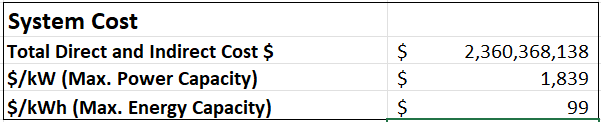 System Cost
Total Direct and Indirect Cost $ $ 2,360,368,138
$/kW (Max. Power Capacity) $ 1,839
$/kWh (Max. Energy Capacity) $ 99